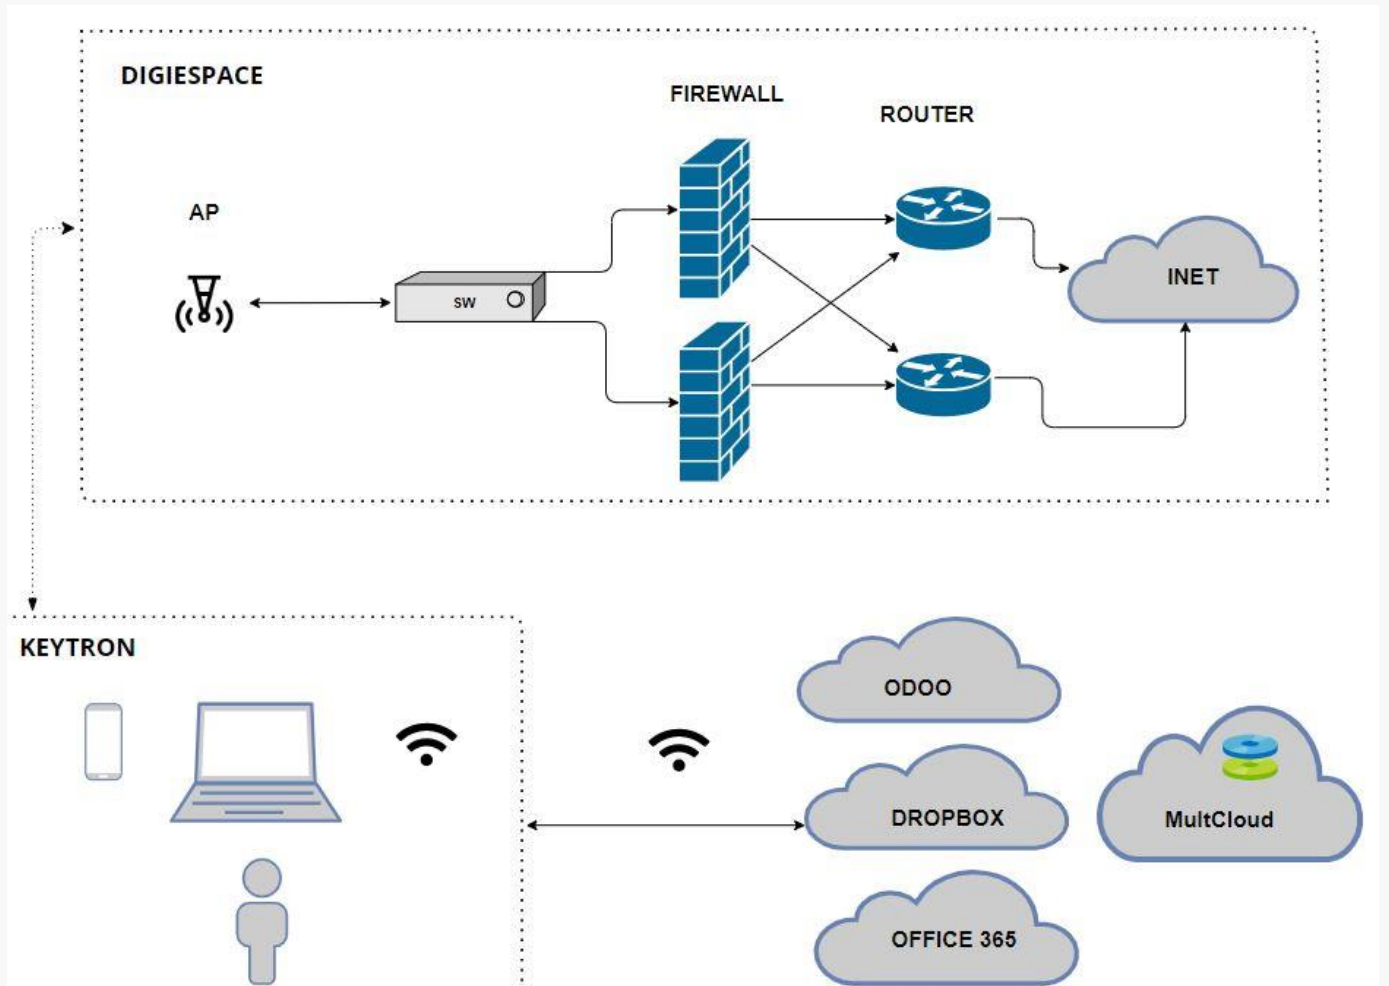 DIGIESPACE
FIREWALL
ROUTER
AP
SW
INET
KEYTRON
ODOO
DROPBOX
MultCloud
OFFICE 365